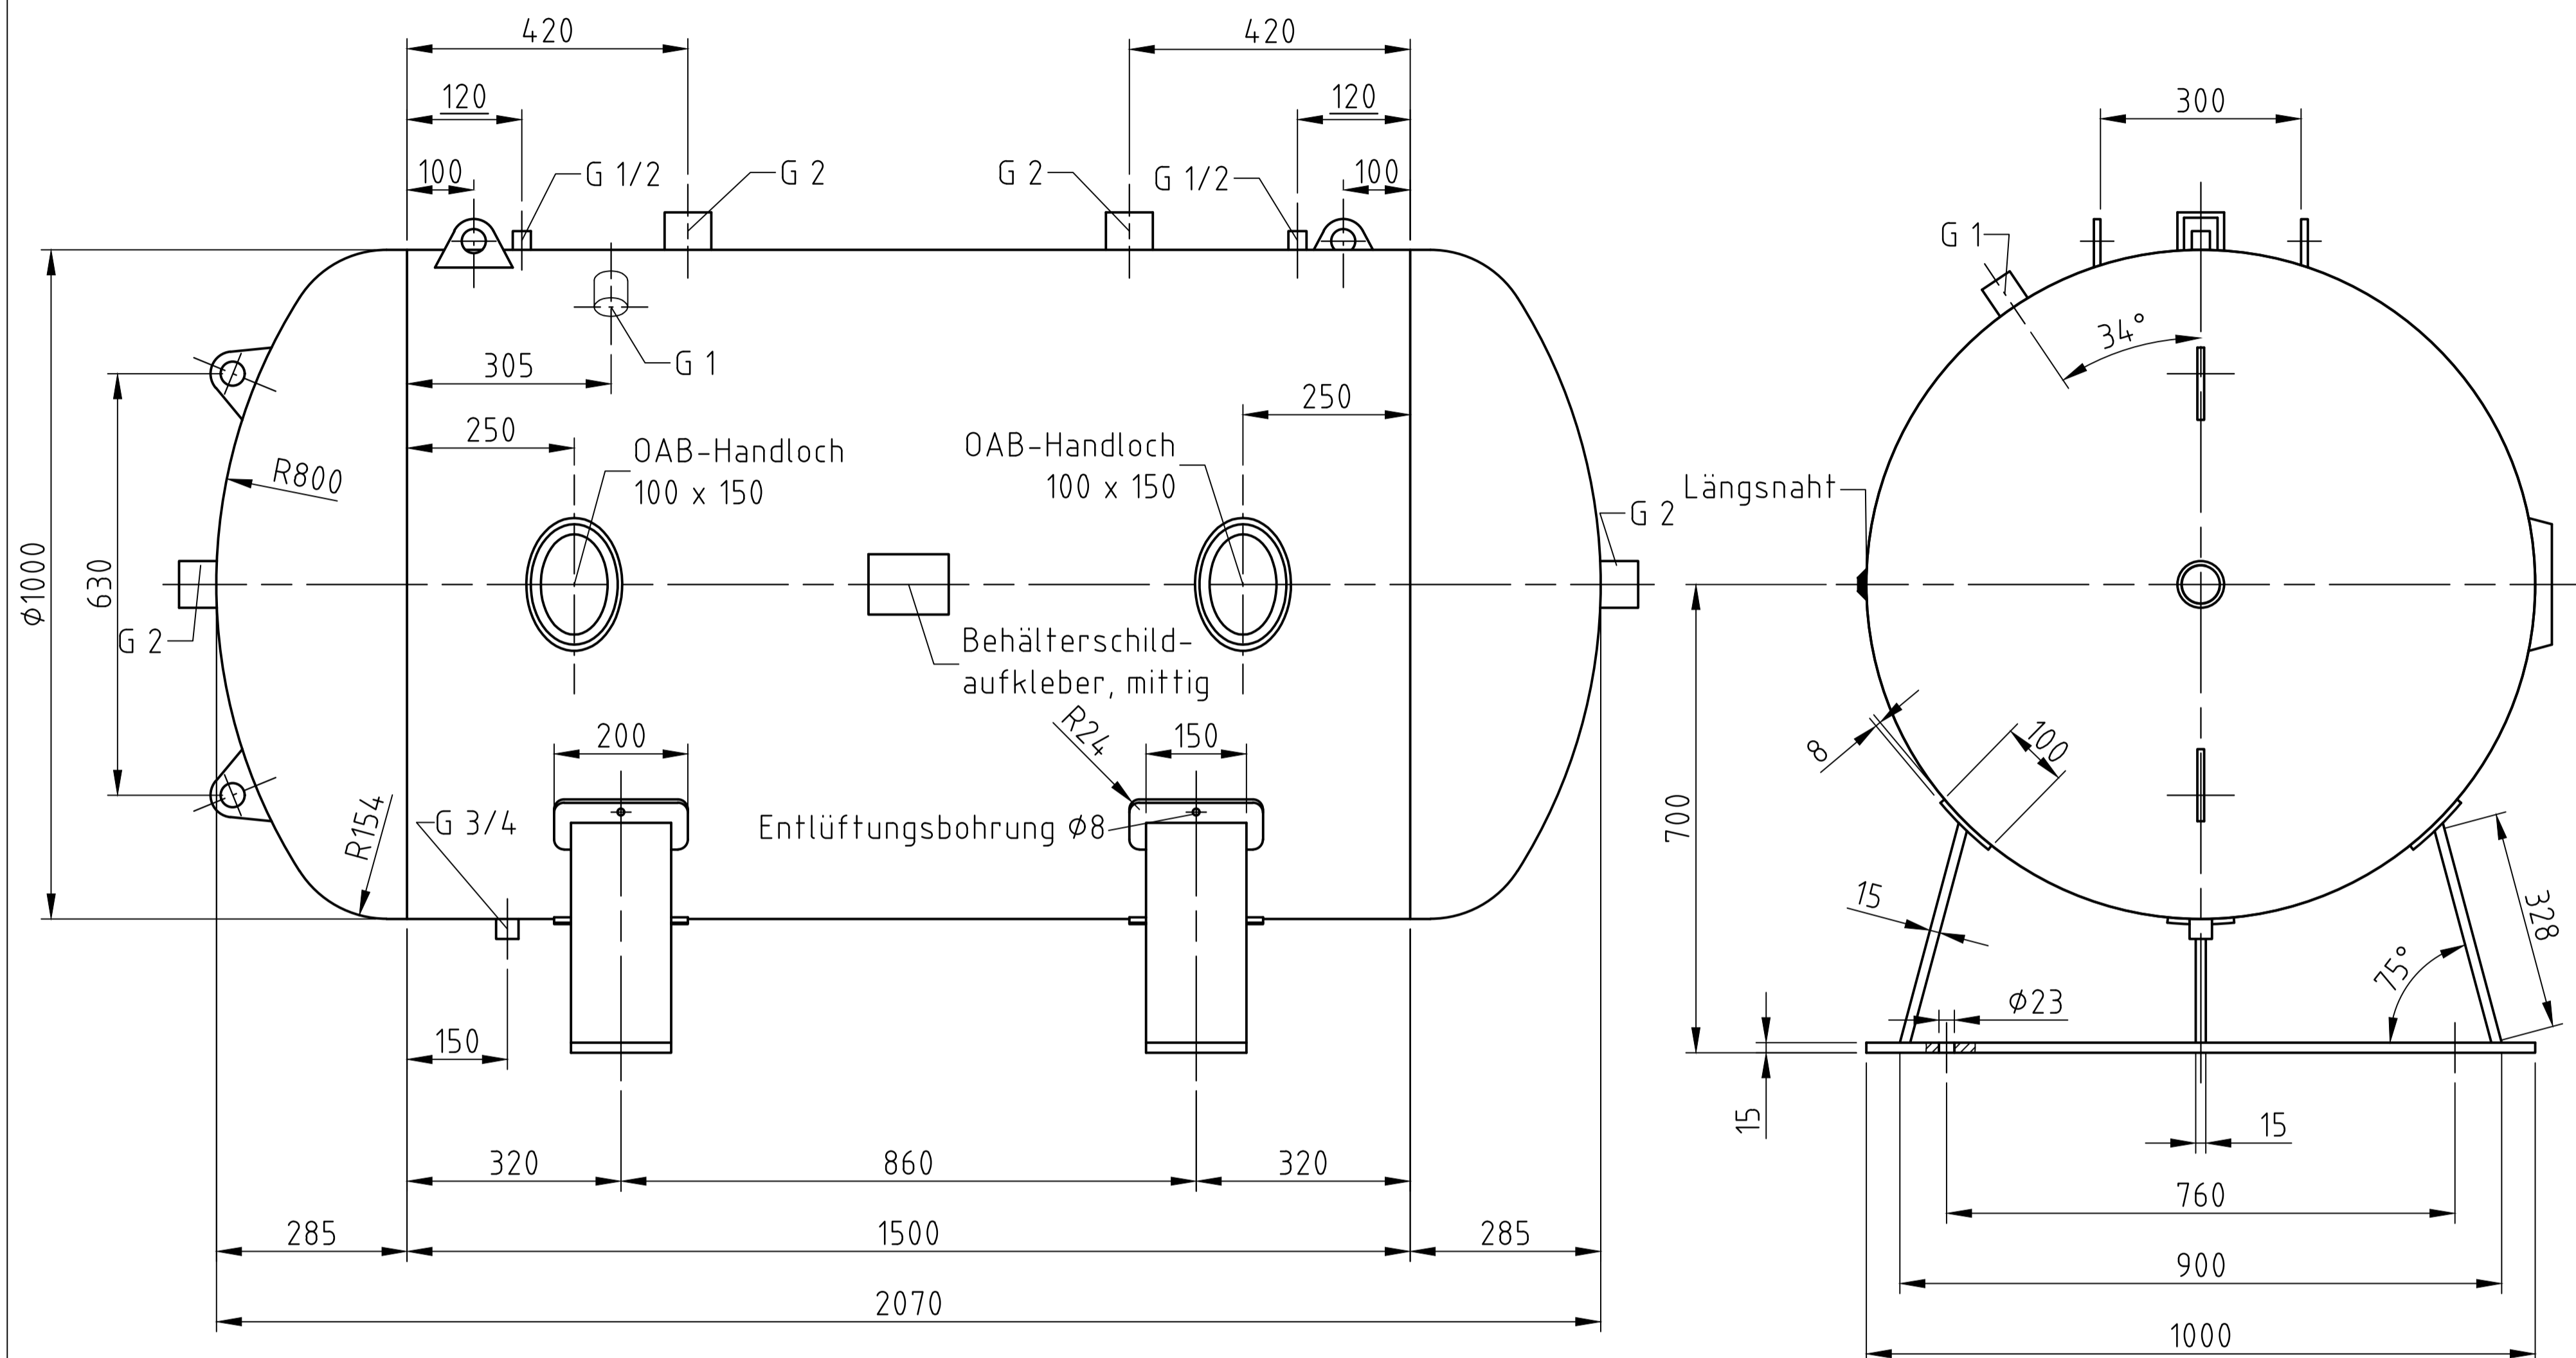 420
420
120
120
300
100
G 1/2
G 2
G 2
G 1/2
100
G 1
34°
305
G 1
250
250
OAB-Handloch
100 x 150
OAB-Handloch
100 x 150
R800
Längsnaht
G 2
Φ1000
630
G 2
Behälterschild-
aufkleber, mittig
200
R24
150
8
100
700
R154
G 3/4
Entlüftungsbohrung Φ8
15
328
75°
Φ23
150
15
15
320
860
320
760
285
1500
285
900
2070
1000